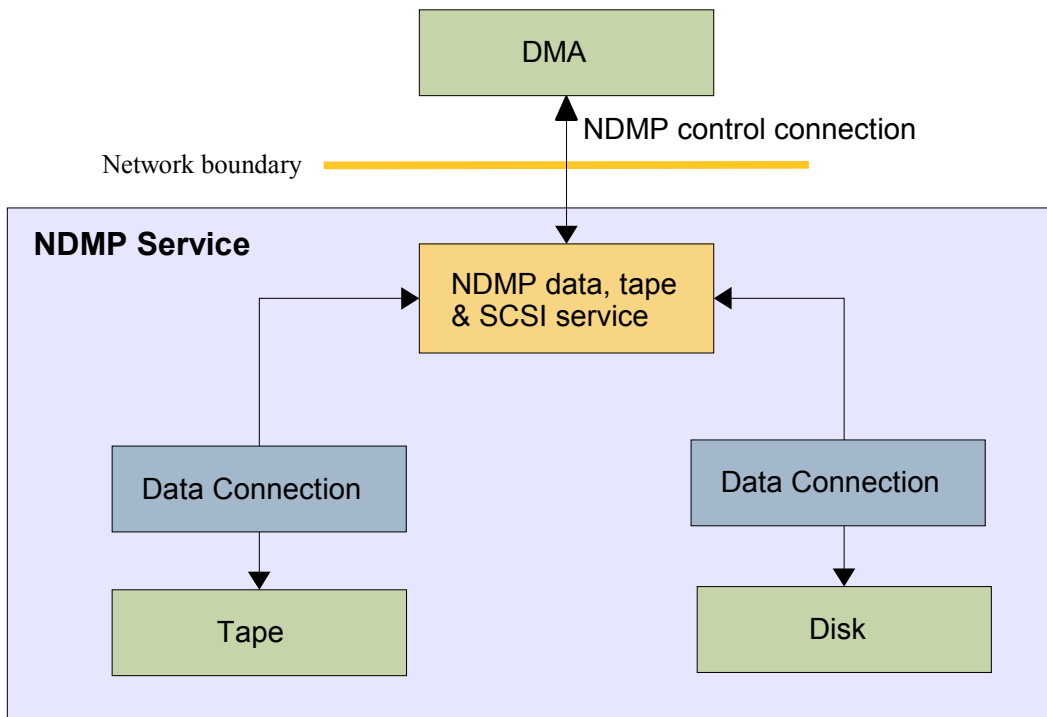 DMA
NDMP control connection
Network boundary
NDMP Service
NDMP data, tape
& SCSI service
Data Connection
Data Connection
Tape
Disk